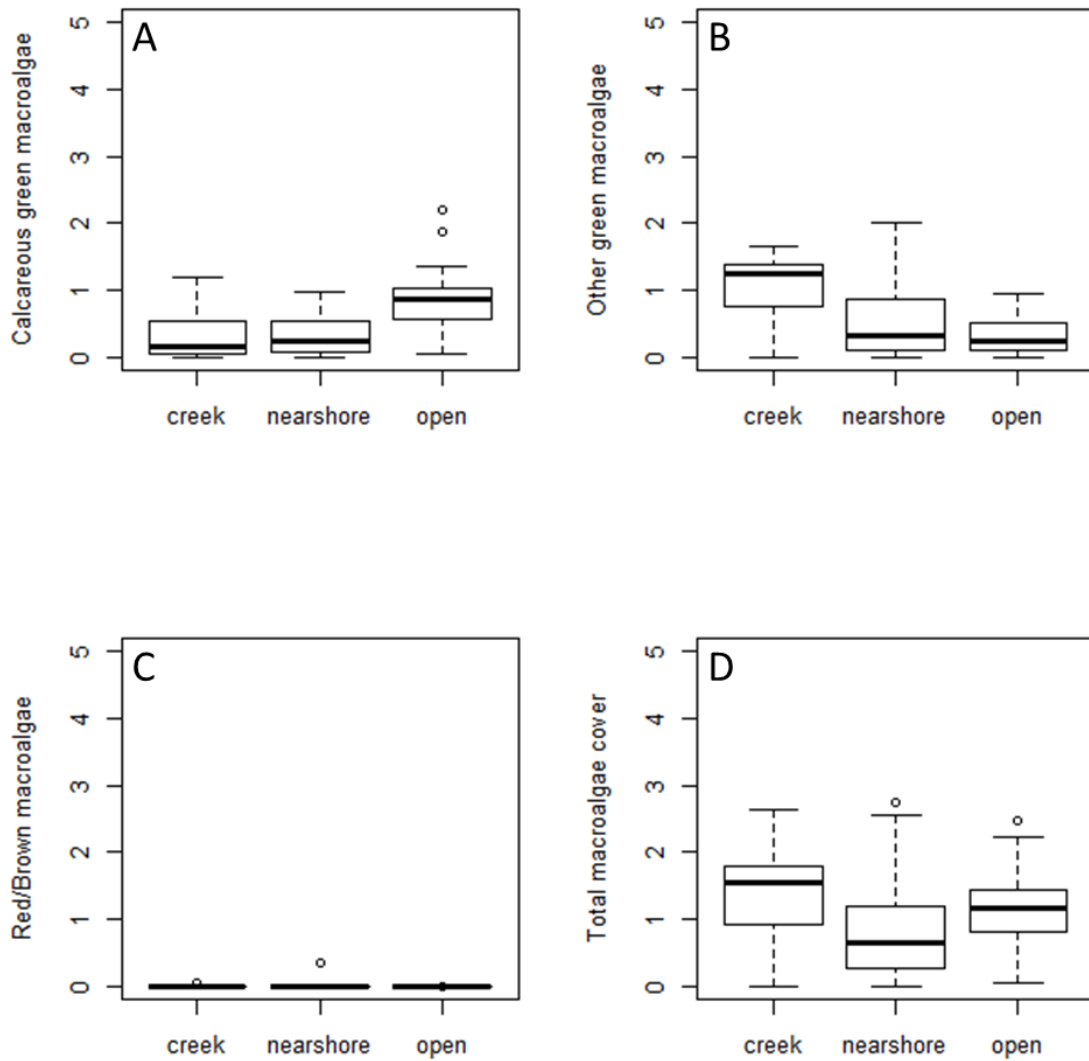 A
Calcareous green macroalgae
5
4
3
2
1
0
creek nearshore open
B
Other green macroalgae
5
4
3
2
1
0
creek nearshore open
C
Red/Brown macroalgae
5
4
3
2
1
0
creek nearshore open
D
Total macroalgae cover
5
4
3
2
1
0
creek nearshore open